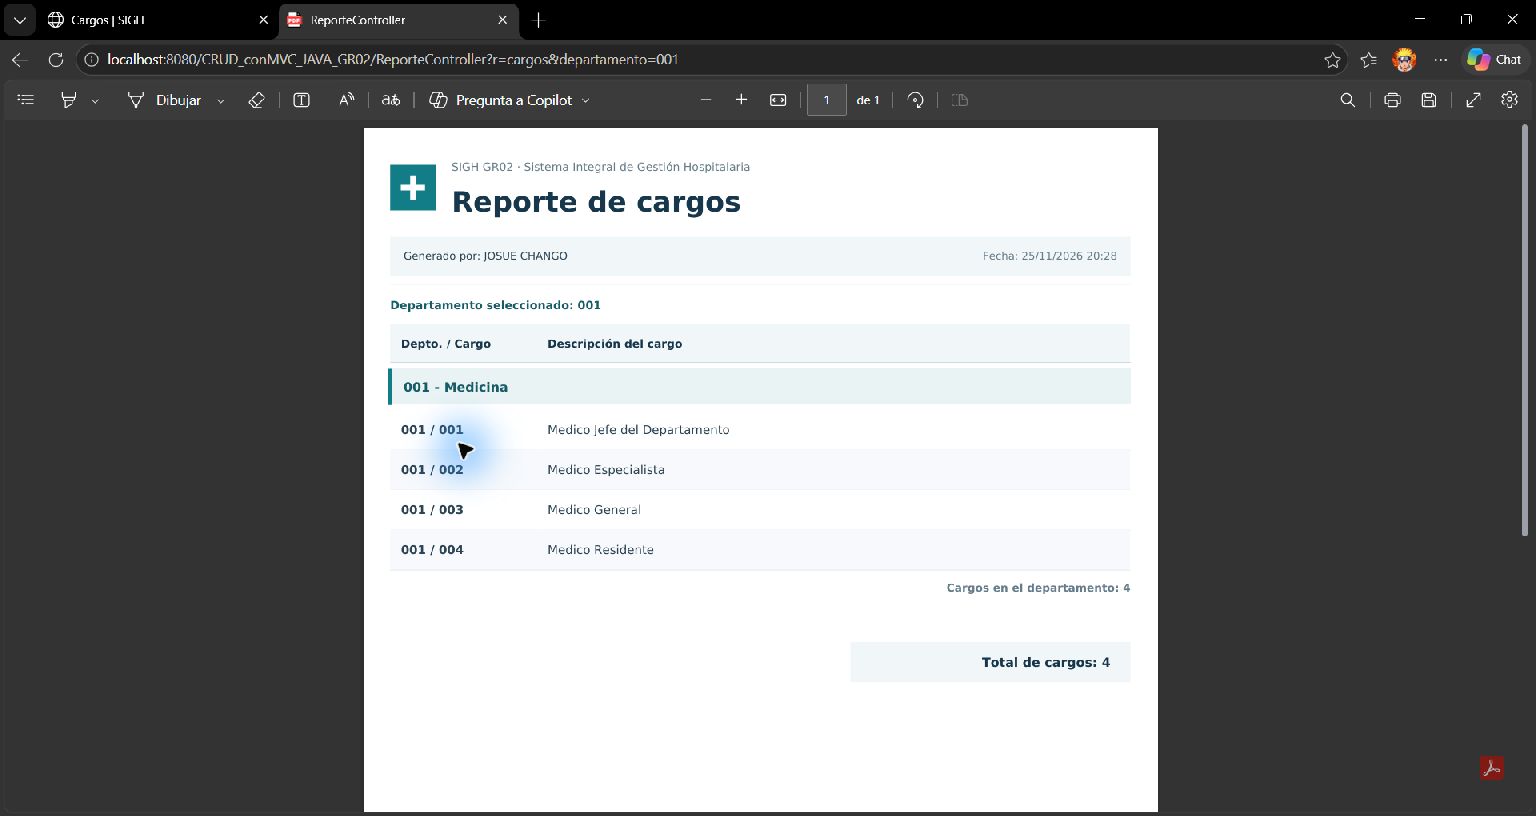 Cargos | SIGH
ReporteController
localhost:8080/CRUD_conMVC_JAVA_GR02/ReporteController?r=cargos&departamento=001
Chat
Dibujar
Pregunta a Copilot
1 de 1
SIGH GR02 · Sistema Integral de Gestión Hospitalaria
Reporte de cargos
Generado por: JOSUE CHANGO
Fecha: 25/11/2026 20:28
Departamento seleccionado: 001
Depto. / Cargo Descripción del cargo
001 - Medicina
001 / 001 Medico Jefe del Departamento
001 / 002 Medico Especialista
001 / 003 Medico General
001 / 004 Medico Residente
Cargos en el departamento: 4
Total de cargos: 4